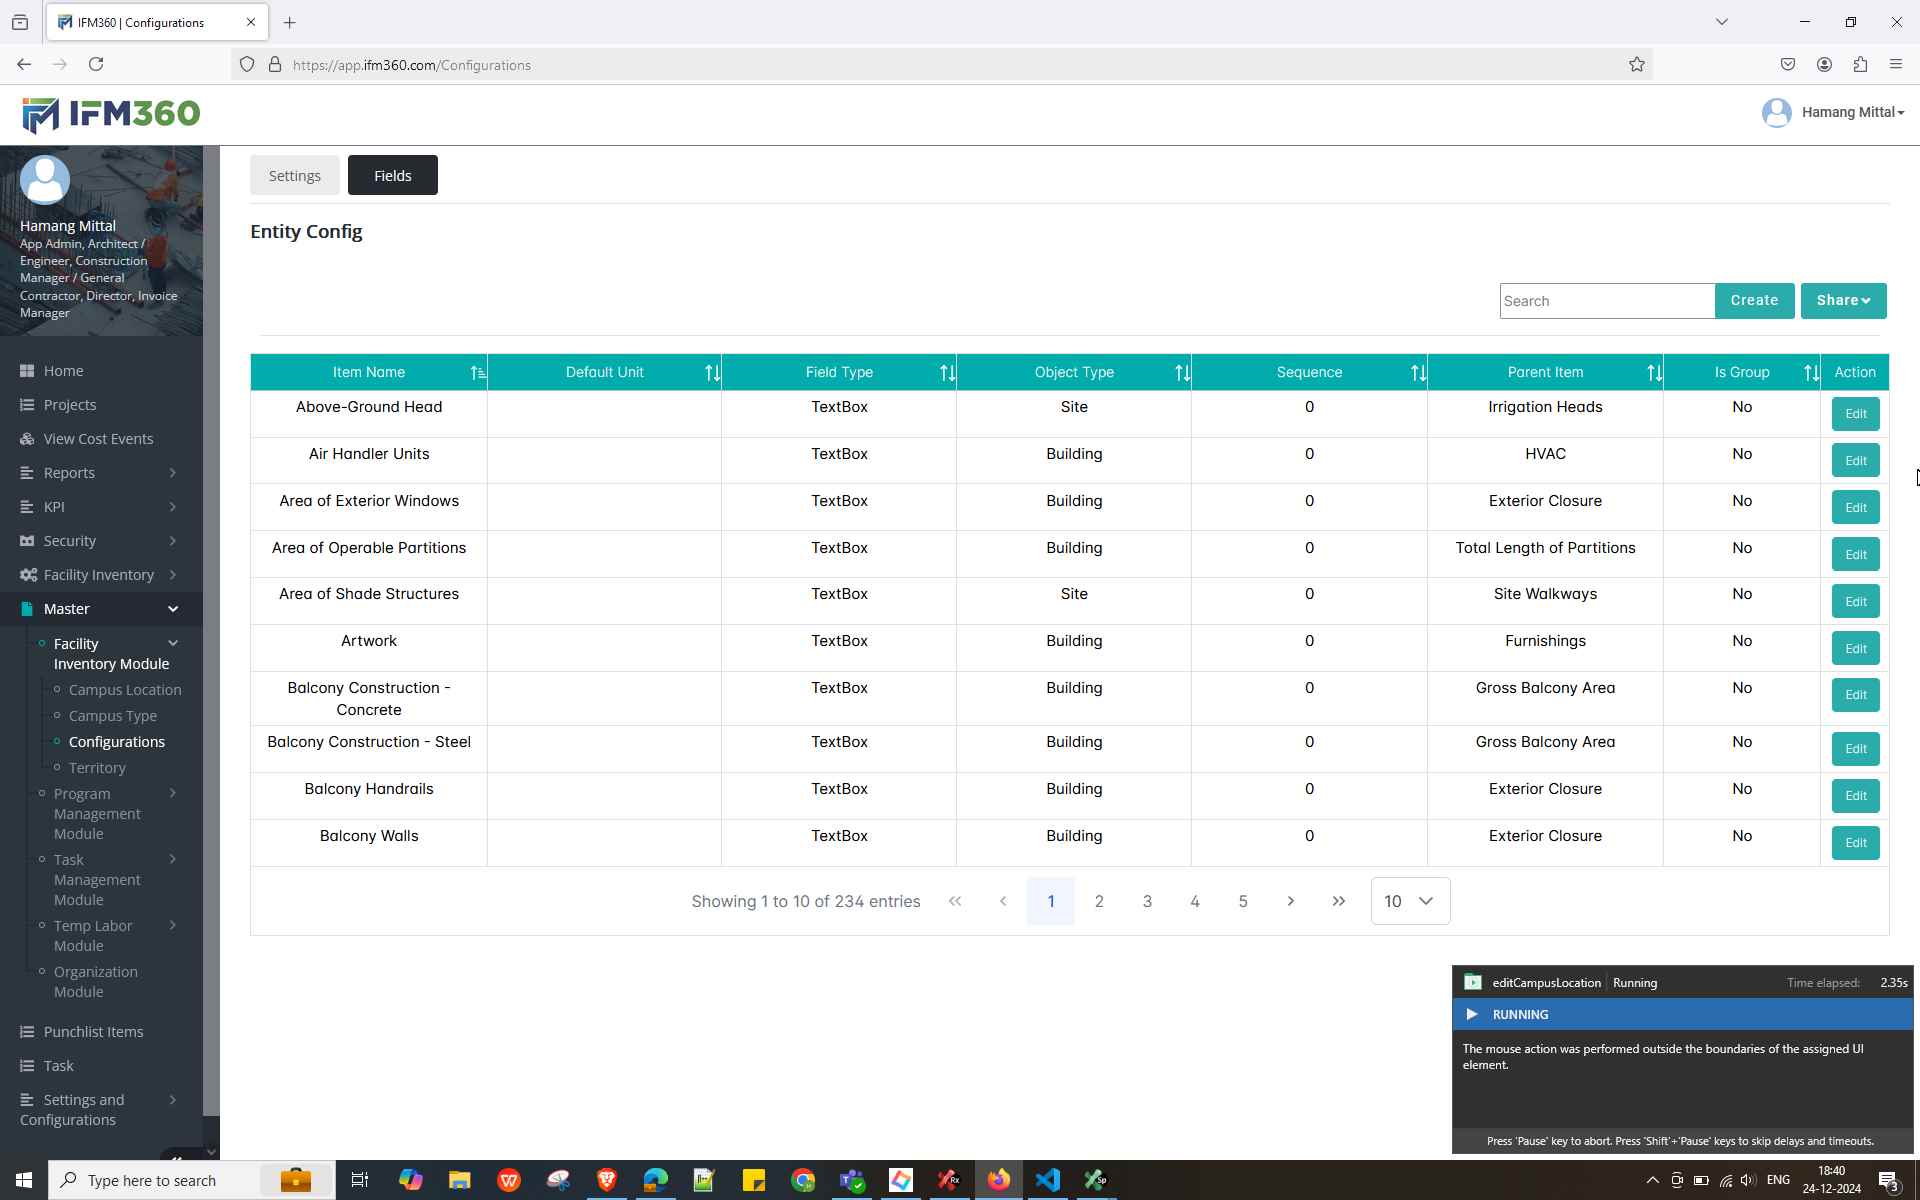 IFM360 | Configurations
https://app.ifm360.com/Configurations
IFM360
Hamang Mittal
Hamang Mittal
App Admin, Architect /
Engineer, Construction
Manager / General
Contractor, Director, Invoice
Manager
Home
Projects
View Cost Events
Reports
KPI
Security
Facility Inventory
Master
Facility
Inventory Module
Campus Location
Campus Type
Configurations
Territory
Program
Management
Module
Task
Management
Module
Temp Labor
Module
Organization
Module
Punchlist Items
Task
Settings and
Configurations
Settings Fields
Entity Config
Search Create Share
Item Name Default Unit Field Type Object Type Sequence Parent Item Is Group Action
Above-Ground Head TextBox Site 0 Irrigation Heads No Edit
Air Handler Units TextBox Building 0 HVAC No Edit
Area of Exterior Windows TextBox Building 0 Exterior Closure No Edit
Area of Operable Partitions TextBox Building 0 Total Length of Partitions No Edit
Area of Shade Structures TextBox Site 0 Site Walkways No Edit
Artwork TextBox Building 0 Furnishings No Edit
Balcony Construction -
Concrete TextBox Building 0 Gross Balcony Area No Edit
Balcony Construction - Steel TextBox Building 0 Gross Balcony Area No Edit
Balcony Handrails TextBox Building 0 Exterior Closure No Edit
Balcony Walls TextBox Building 0 Exterior Closure No Edit
Showing 1 to 10 of 234 entries << < 1 2 3 4 5 > >> 10
editCampusLocation Running Time elapsed: 2.35s
RUNNING
The mouse action was performed outside the boundaries of the assigned UI
element.
Press 'Pause' key to abort. Press 'Shift'+'Pause' keys to skip delays and timeouts.
Type here to search
ENG
18:40
24-12-2024
3